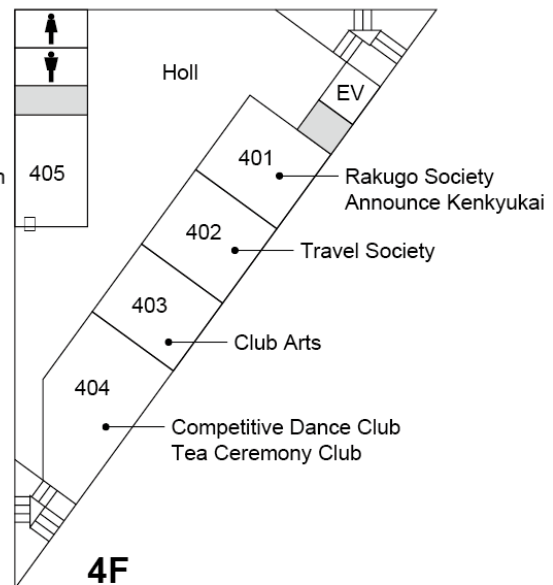 Holl
EV
401
Rakugo Society
Announce Kenkyukai
405
402
Travel Society
403
Club Arts
404
Competitive Dance Club
Tea Ceremony Club
4F